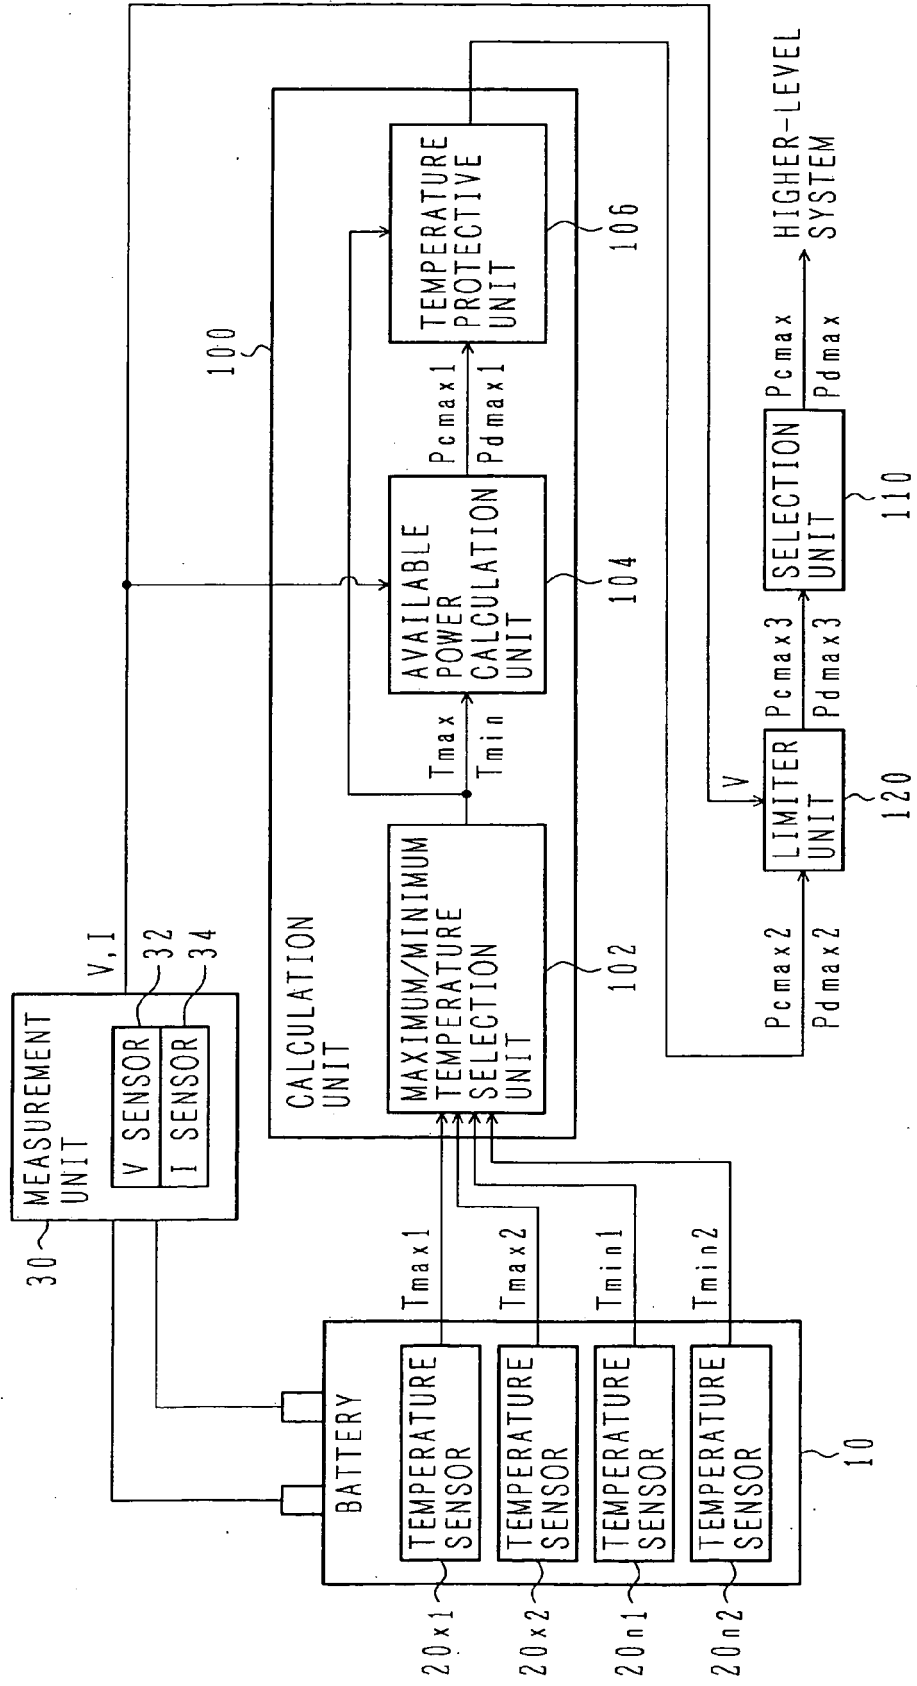 30
MEASUREMENT
UNIT
V SENSOR
I SENSOR
V, I
32
34
BATTERY
TEMPERATURE
SENSOR
TEMPERATURE
SENSOR
TEMPERATURE
SENSOR
TEMPERATURE
SENSOR
20x1
20x2
20n1
20n2
10
Tmax1
Tmax2
Tmin1
Tmin2
100
CALCULATION
UNIT
MAXIMUM/MINIMUM
TEMPERATURE
SELECTION
UNIT
102
Tmax
Tmin
AVAILABLE
POWER
CALCULATION
UNIT
104
Pcmax1
Pdmax1
TEMPERATURE
PROTECTIVE
UNIT
106
Pcmax2
Pdmax2
V
LIMITER
UNIT
120
Pcmax3
Pdmax3
SELECTION
UNIT
110
Pcmax
Pdmax
HIGHER-LEVEL
SYSTEM